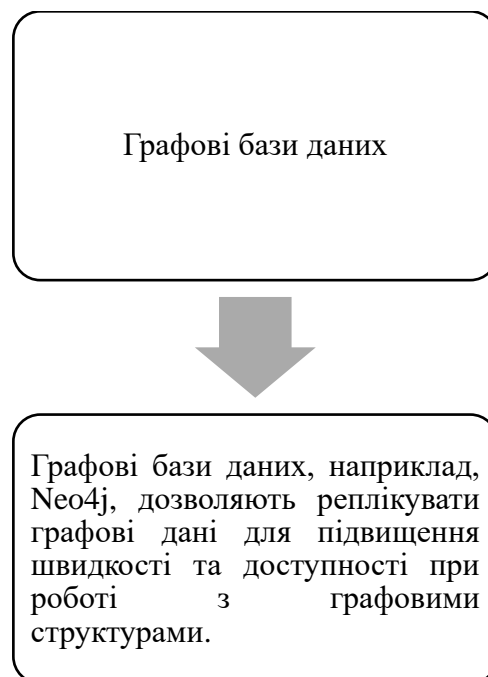 Графові бази даних
Графові бази даних, наприклад,
Neo4j, дозволяють реплікувати
графові дані для підвищення
швидкості та доступності при
роботі з графовими
структурами.